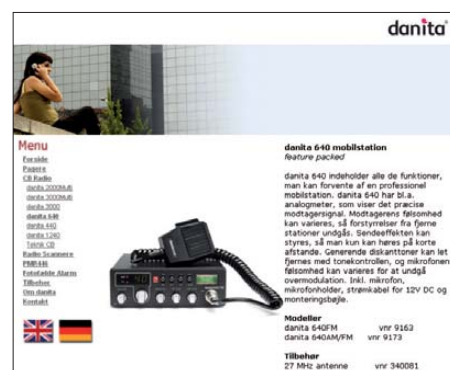 danita
Menu
Forside
Pagere
CB Radio
danita 2000Multi
danita 3000Multi
danita 3000
danita 640
danita 440
danita 1240
Teknik CB
Radio Scannere
PMR446
Fotofælde Alarm
Tilbehør
Om danita
Kontakt
danita 640 mobilstation
feature packed
danita 640 indeholder alle de funktioner,
man kan forvente af en professionel
mobilstation. danita 640 har bl.a.
analogmeter, som viser det præcise
modtagersignal. Modtagerens følsomhed
kan varieres, så forstyrrelser fra fjerne
stationer undgås. Sendeeffekten kan
styres, så man kun kan høres på korte
afstande. Generende diskanttoner kan let
fjernes med tonekontrollen, og mikrofonen
følsomhed kan varieres for at undgå
overmodulation. Inkl. mikrofon,
mikrofonholder, strømkabel for 12V DC og
monteringsbøjle.
Modeller
danita 640FM vnr 9163
danita 640AM/FM vnr 9173
Tilbehør
27 MHz antenne vnr 340081